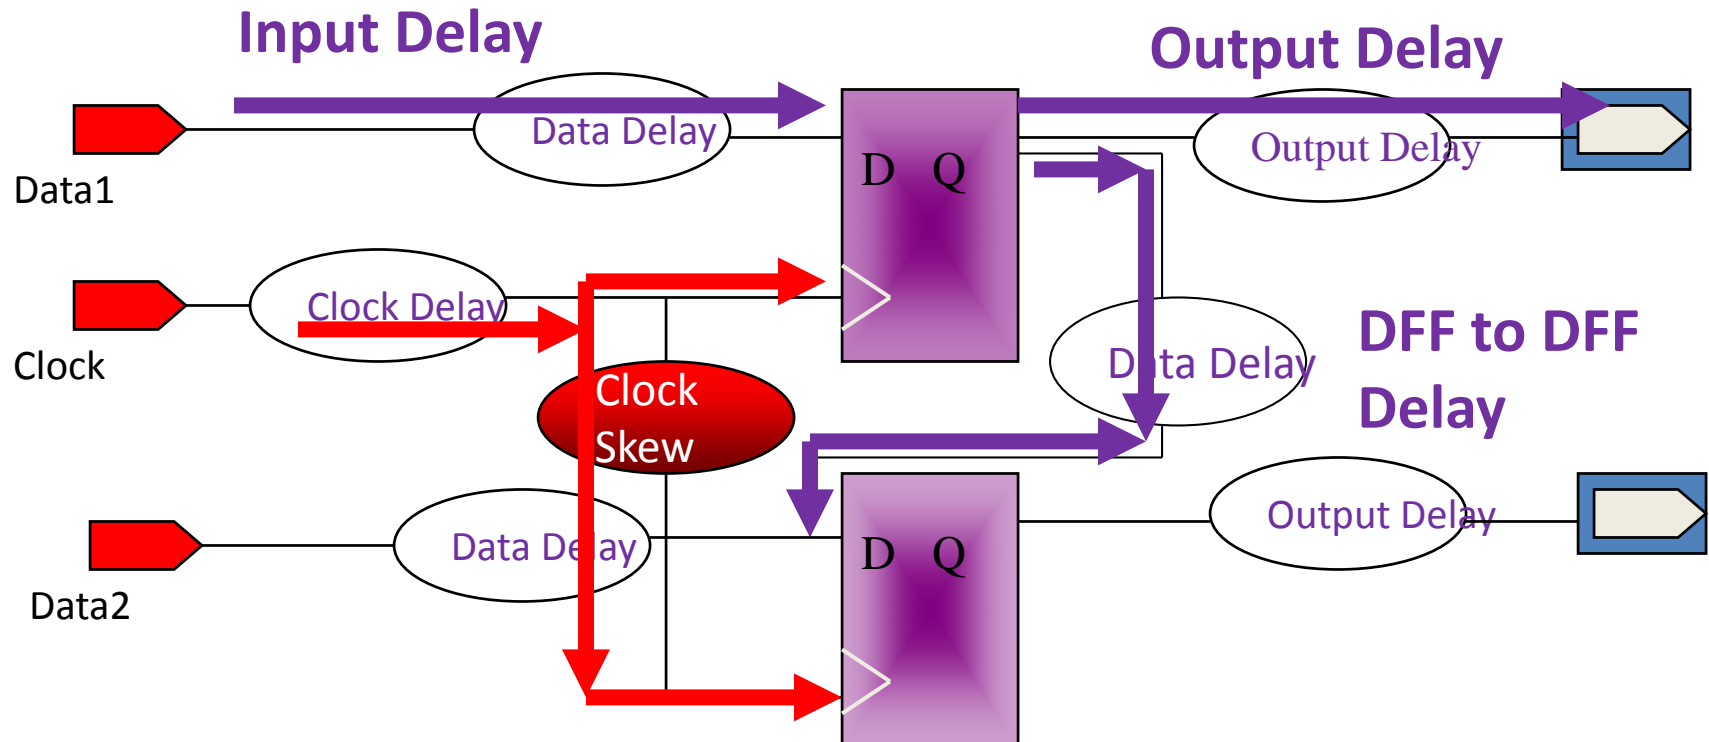 Input Delay
Output Delay
Data Delay
Output Delay
D Q
Data1
Clock Delay
Clock
DFF to DFF
Delay
Data Delay
Clock
Skew
Data Delay
Output Delay
D Q
Data2